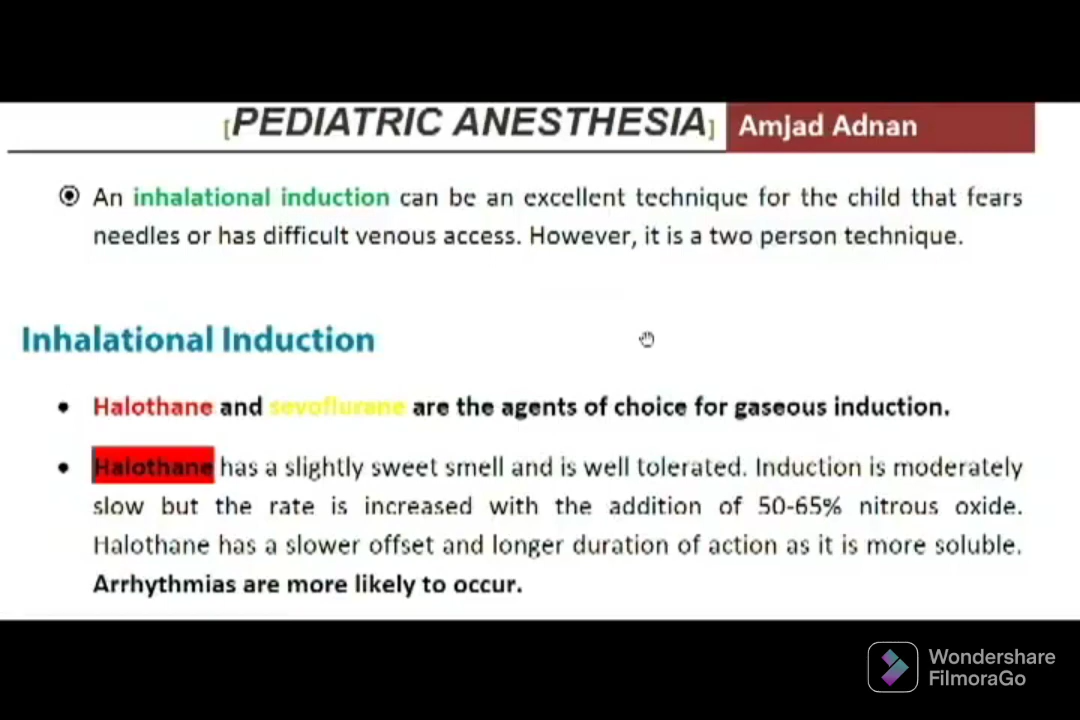 [PEDIATRIC ANESTHESIA] Amjad Adnan
An inhalational induction can be an excellent technique for the child that fears
needles or has difficult venous access. However, it is a two person technique.
Inhalational Induction
• Halothane and sevoflurane are the agents of choice for gaseous induction.
• Halothane has a slightly sweet smell and is well tolerated. Induction is moderately
slow but the rate is increased with the addition of 50-65% nitrous oxide.
Halothane has a slower offset and longer duration of action as it is more soluble.
Arrhythmias are more likely to occur.
Wondershare
FilmoraGo